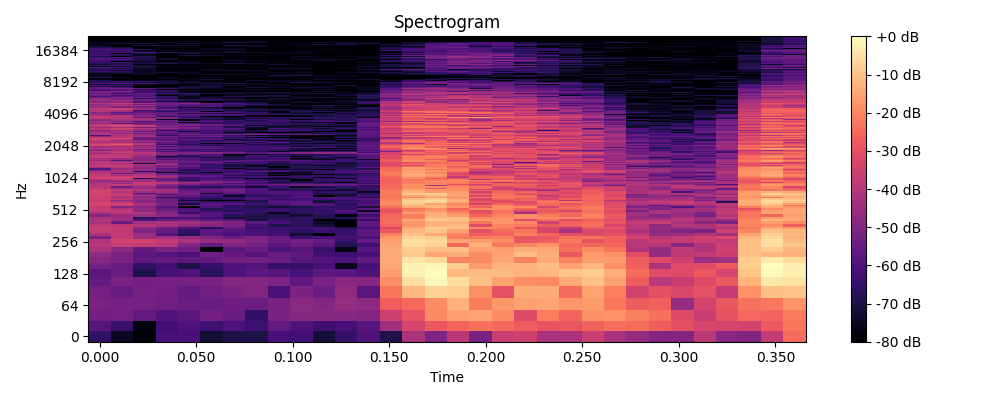 Spectrogram
Hz
16384
8192
4096
2048
1024
512
256
128
64
0
0.000 0.050 0.100 0.150 0.200 0.250 0.300 0.350
Time
+0 dB
-10 dB
-20 dB
-30 dB
-40 dB
-50 dB
-60 dB
-70 dB
-80 dB